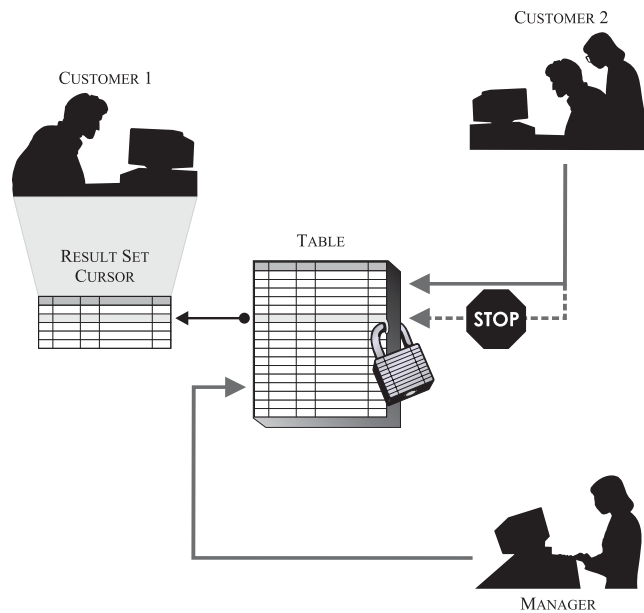 CUSTOMER 2
CUSTOMER 1
TABLE
RESULT SET
CURSOR
STOP
MANAGER